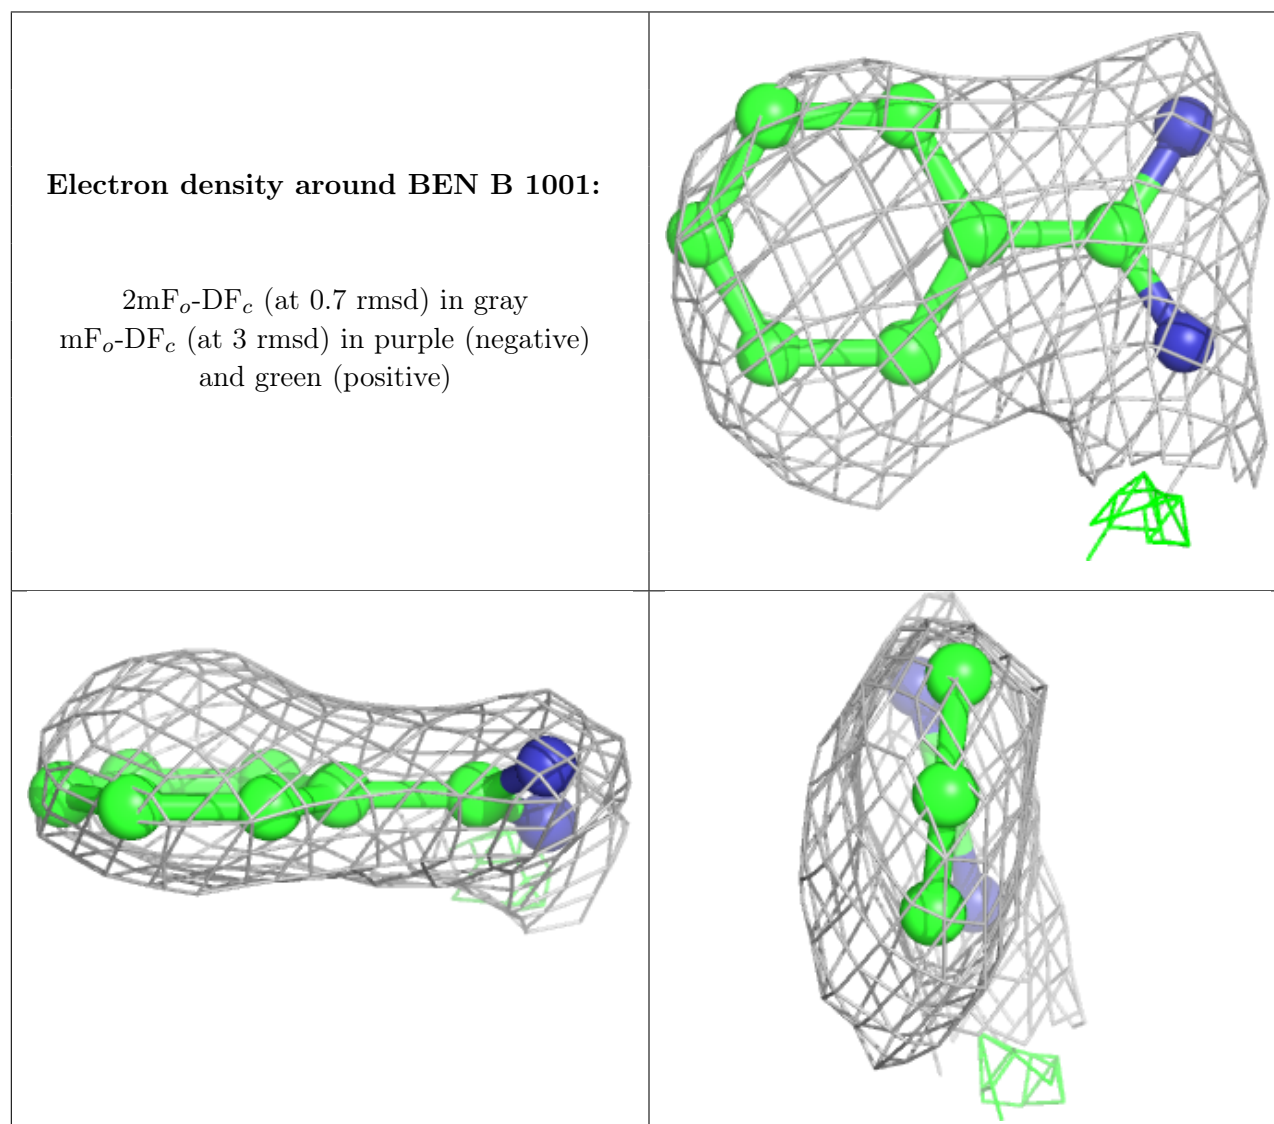 Electron density around BEN B 1001:
2mFo-DFc (at 0.7 rmsd) in gray
mFo-DFc (at 3 rmsd) in purple (negative)
and green (positive)